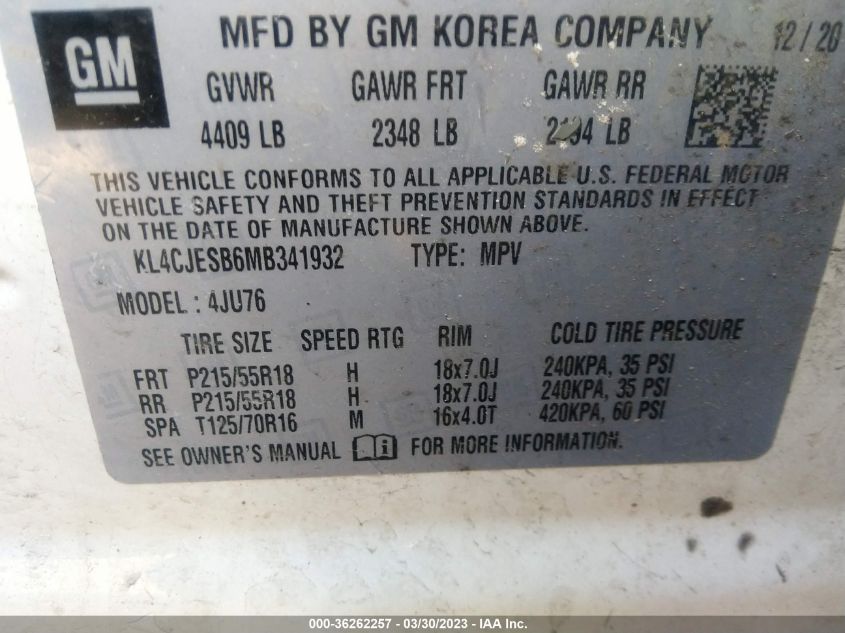 GM
MFD BY GM KOREA COMPANY 12/20
GVWR GAWR FRT GAWR RR
4409 LB 2348 LB LB
THIS VEHICLE CONFORMS TO ALL APPLICABLE U.S. FEDERAL MOTOR
VEHICLE SAFETY AND THEFT PREVENTION STANDARDS IN EFFECT
ON THE DATE OF MANUFACTURE SHOWN ABOVE.
KL4CJESB6MB341932 TYPE: MPV
MODEL : 4JU76
TIRE SIZE SPEED RTG RIM COLD TIRE PRESSURE
FRT P215/55R18 H 18x7.0J 240KPA, 35 PSI
RR P215/55R18 H 18x7.0J 240KPA, 35 PSI
SPA T125/70R16 M 16x4.0T 420KPA, 60 PSI
SEE OWNER'S MANUAL i FOR MORE INFORMATION.
000-36262257 - 03/30/2023 - IAA Inc.